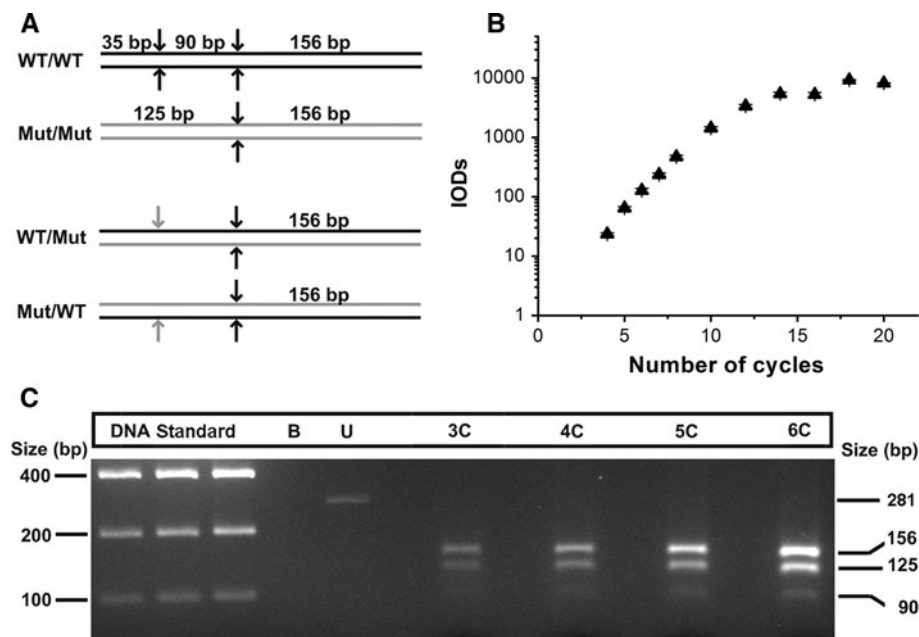 A
35 bp 90 bp 156 bp
WT/WT
125 bp 156 bp
Mut/Mut
156 bp
WT/Mut
156 bp
Mut/WT
B
IODs
10000
1000
100
10
1
0 5 10 15 20
Number of cycles
C
DNA Standard B U 3C 4C 5C 6C
Size (bp) Size (bp)
400
200
100
281
156
125
90